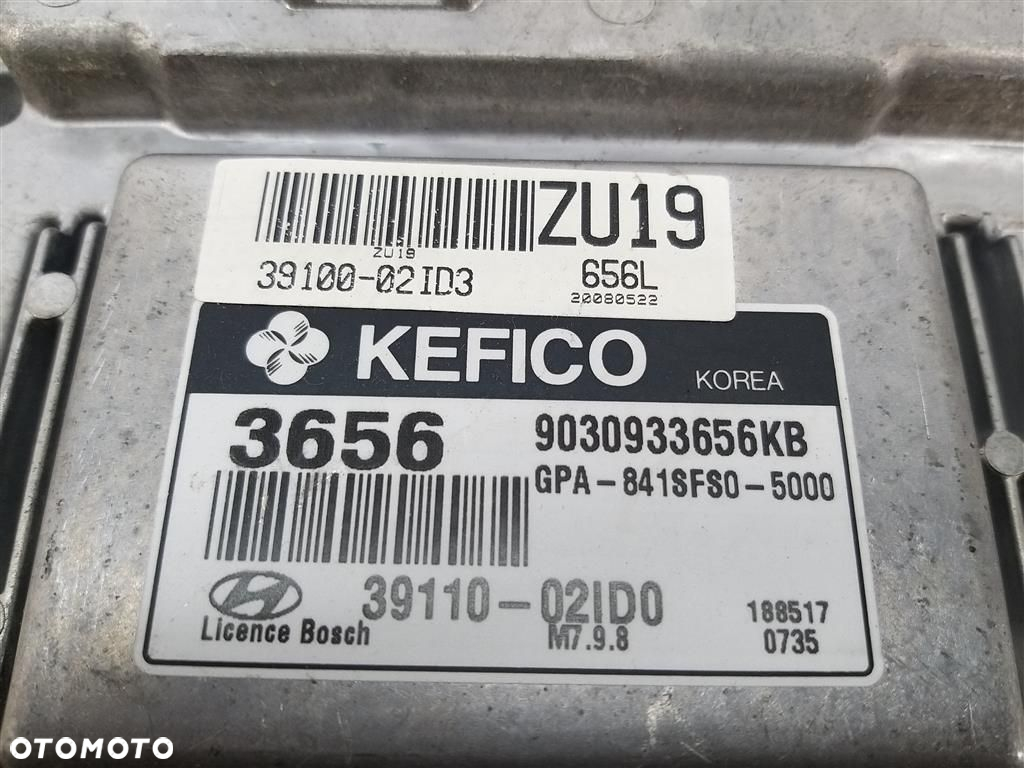 ZU19
ZU19
39100-02ID3
656L
20080522
KEFICO
KOREA
3656
9030933656KB
GPA-841SFS0-5000
39110-02ID0
188517
Licence Bosch
M7.9.8
0735
OTOMOTO